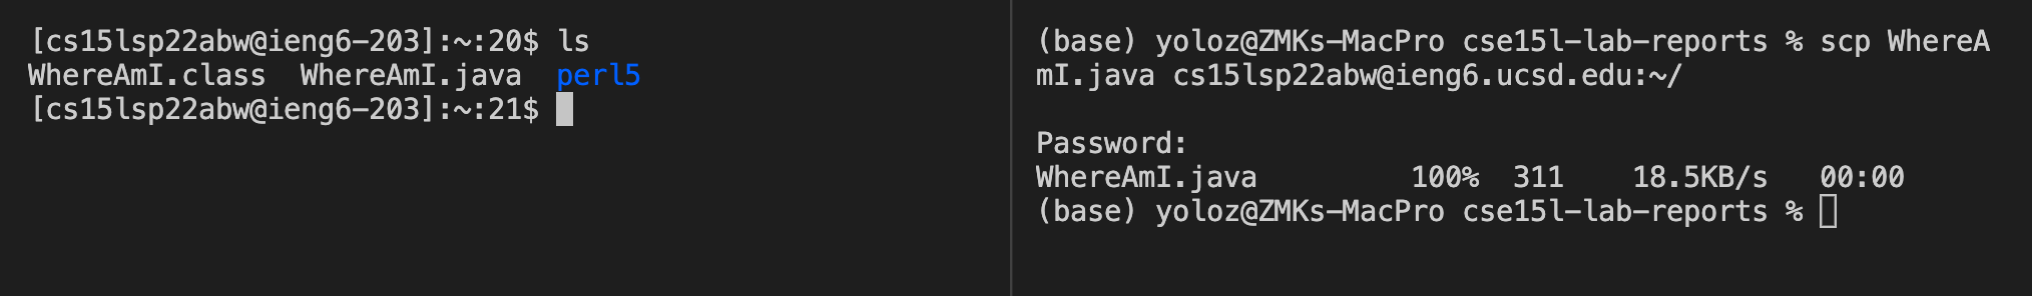 [cs15lsp22abw@ieng6-203]:~:20$ ls
WhereAmI.class  WhereAmI.java  perl5
[cs15lsp22abw@ieng6-203]:~:21$
(base) yoloz@ZMKs-MacPro cse15l-lab-reports % scp WhereA
mI.java cs15lsp22abw@ieng6.ucsd.edu:~/
Password:
WhereAmI.java         100%  311    18.5KB/s   00:00
(base) yoloz@ZMKs-MacPro cse15l-lab-reports %